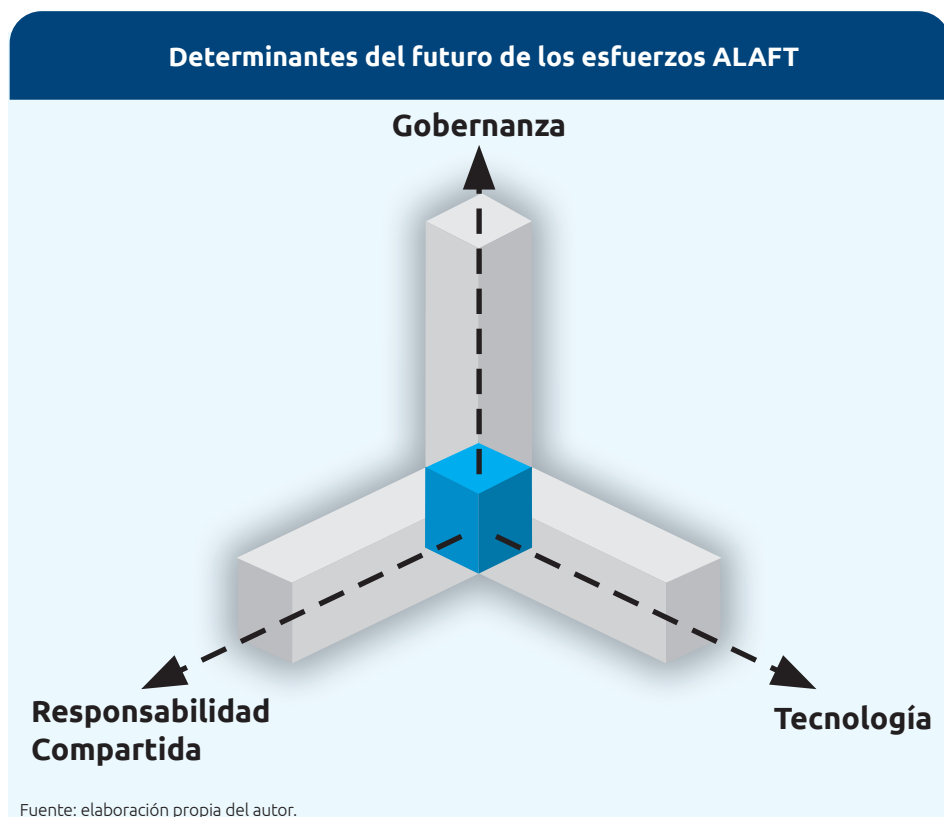 Determinantes del futuro de los esfuerzos ALAFT
Gobernanza
Responsabilidad
Compartida
Tecnología
Fuente: elaboración propia del autor.